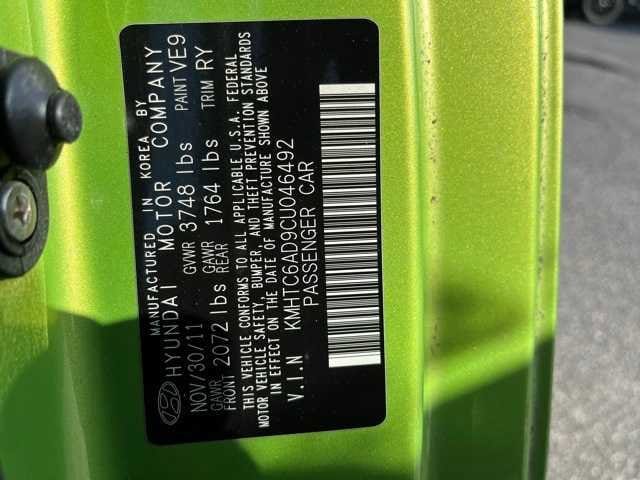 MANUFACTURED IN KOREA BY
HYUNDAI MOTOR COMPANY
NOV/30/11 GVWR 3748 lbs PAINT VE9
GAWR FRONT 2072 lbs GAWR REAR 1764 lbs TRIM RY
THIS VEHICLE CONFORMS TO ALL APPLICABLE U.S.A. FEDERAL
MOTOR VEHICLE SAFETY, BUMPER, AND THEFT PREVENTION STANDARDS
IN EFFECT ON THE DATE OF MANUFACTURE SHOWN ABOVE
V.I.N KMHTC6AD9CU046492
PASSENGER CAR